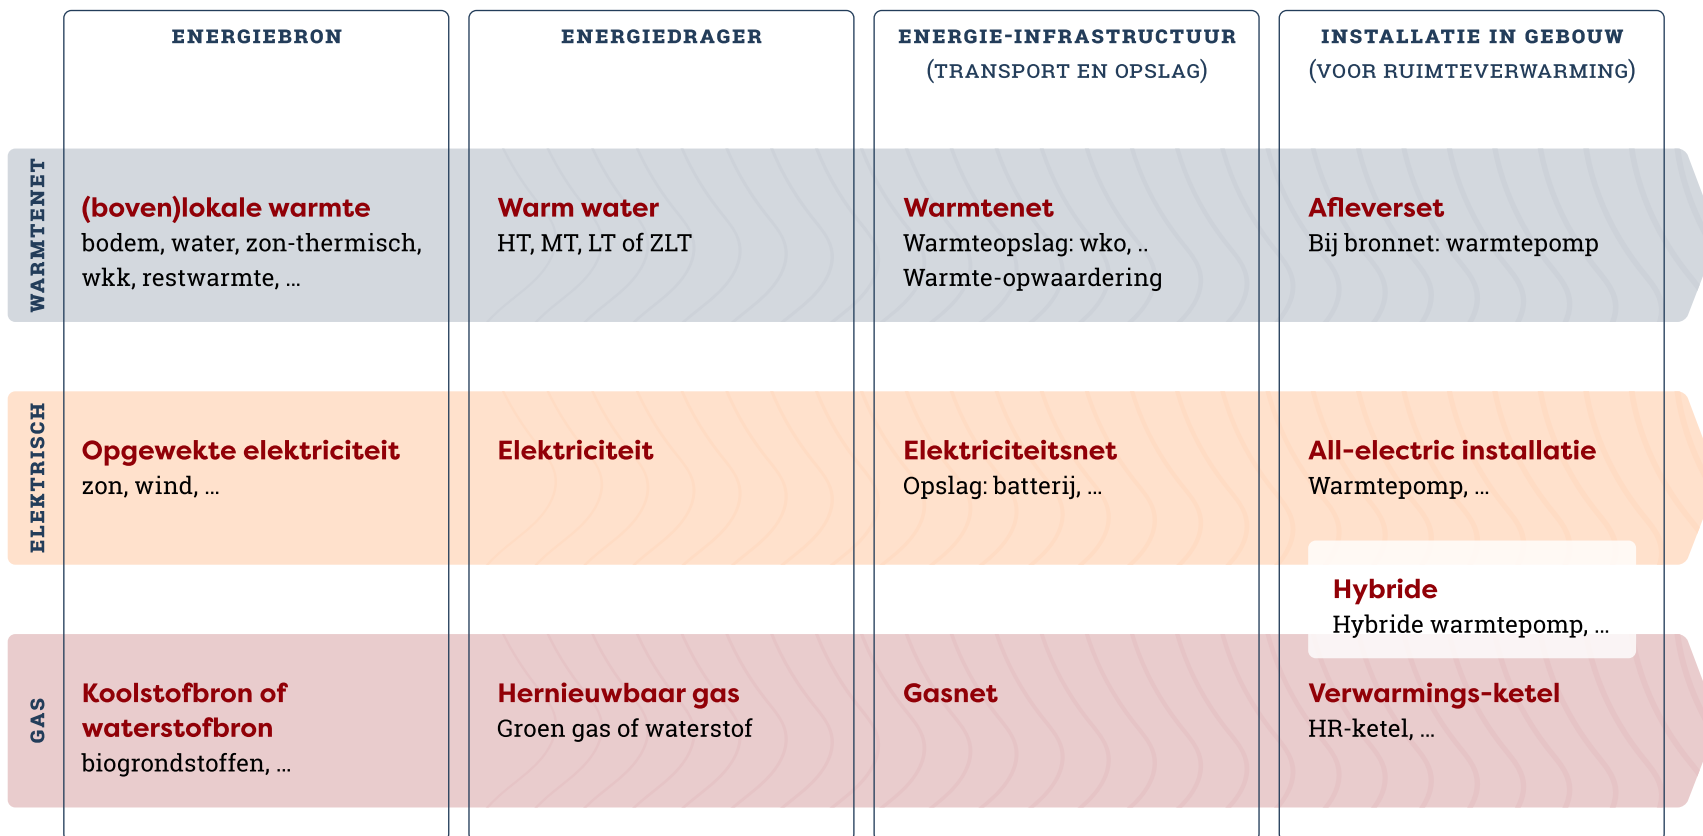 ENERGIEBRON
ENERGIEDRAGER
ENERGIE-INFRASTRUCTUUR
(TRANSPORT EN OPSLAG)
INSTALLATIE IN GEBOUW
(VOOR RUIMTEVERWARMING)
WARMTENET
(boven)lokale warmte
bodem, water, zon-thermisch,
wkk, restwarmte, ...
Warm water
HT, MT, LT of ZLT
Warmtenet
Warmteopslag: wko, ..
Warmte-opwaardering
Afleverset
Bij bronnet: warmtepomp
ELEKTRISCH
Opgewekte elektriciteit
zon, wind, ...
Elektriciteit
Elektriciteitsnet
Opslag: batterij, ...
All-electric installatie
Warmtepomp, ...
Hybride
Hybride warmtepomp, ...
GAS
Koolstofbron of
waterstofbron
biogrondstoffen, ...
Hernieuwbaar gas
Groen gas of waterstof
Gasnet
Verwarmings-ketel
HR-ketel, ...